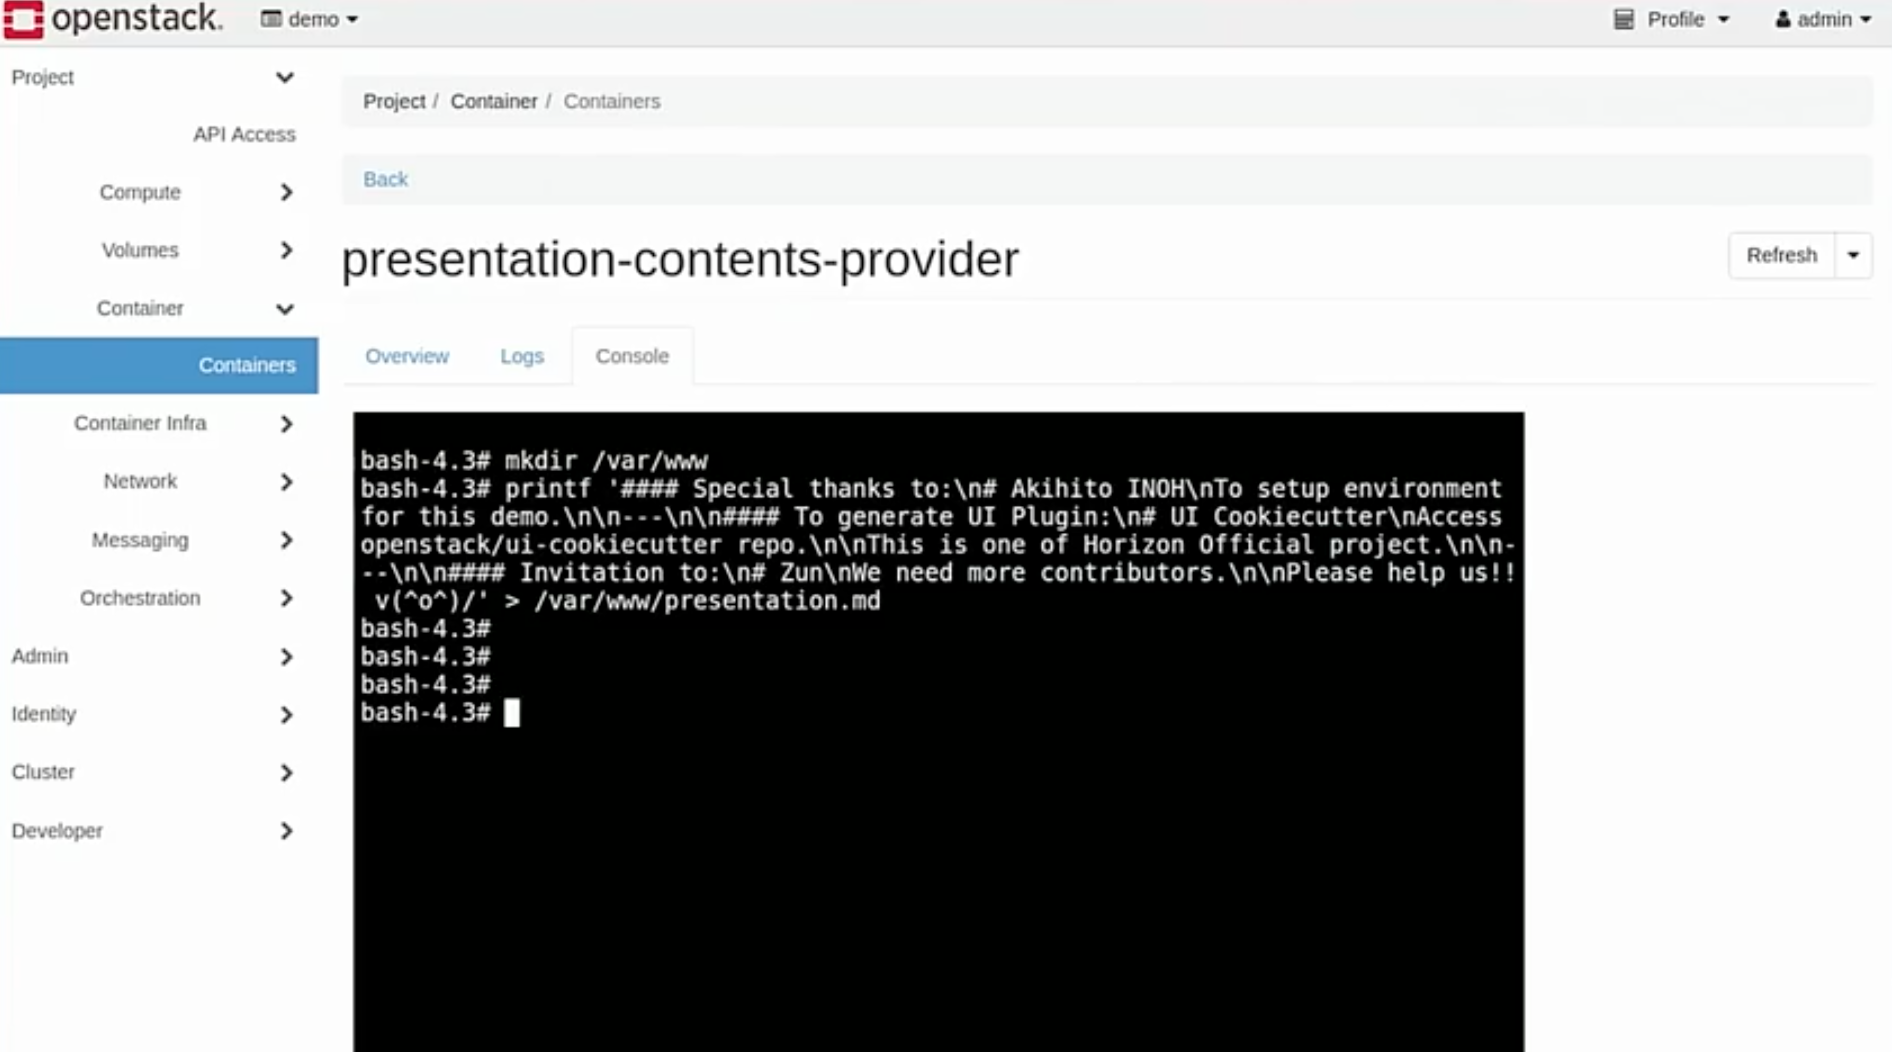 openstack.
demo
Profile
admin
Project
API Access
Compute
Volumes
Container
Containers
Container Infra
Network
Messaging
Orchestration
Admin
Identity
Cluster
Developer
Project / Container / Containers
Back
presentation-contents-provider
Refresh
Overview Logs Console
bash-4.3# mkdir /var/www
bash-4.3# printf '#### Special thanks to:\n# Akihito INOH\nTo setup environment
for this demo.\n\n---\n\n#### To generate UI Plugin:\n# UI Cookiecutter\nAccess
openstack/ui-cookiecutter repo.\n\nThis is one of Horizon Official project.\n\n-
--\n\n#### Invitation to:\n# Zun\nWe need more contributors.\n\nPlease help us!!
v(^o^)/' > /var/www/presentation.md
bash-4.3#
bash-4.3#
bash-4.3#
bash-4.3#